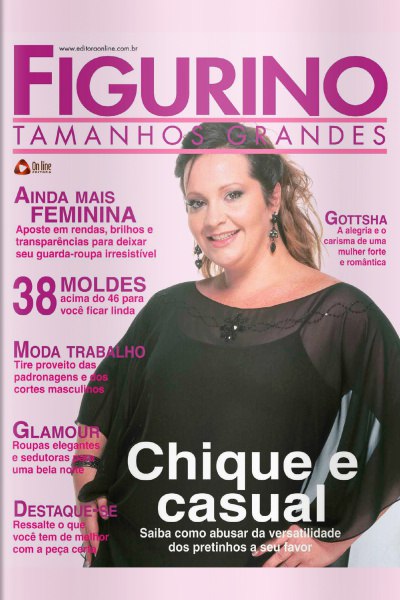 www.editoraonline.com.br
FIGURINO
TAMANHOS GRANDES
On line
EDITORA
AINDA MAIS
FEMININA
Aposte em rendas, brilhos e
transparências para deixar
seu guarda-roupa irresistível
GOTTSHA
A alegria e o
carisma de uma
mulher forte
e romântica
38 MOLDES
acima do 46 para
você ficar linda
MODA TRABALHO
Tire proveito das
padronagens e dos
cortes masculinos
GLAMOUR
Roupas elegantes
e sedutoras para
uma bela noite
Chique e
casual
Saiba como abusar da versatilidade
dos pretinhos a seu favor
DESTAQUE-SE
Ressalte o que
você tem de melhor
com a peça certa